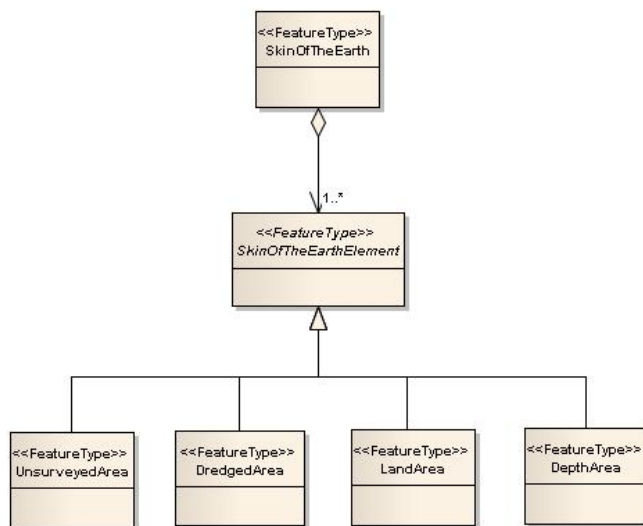 <<FeatureType>>
SkinOfTheEarth
1..*
<<FeatureType>>
SkinOfTheEarthElement
<<FeatureType>>
UnsurveyedArea
<<FeatureType>>
DredgedArea
<<FeatureType>>
LandArea
<<FeatureType>>
DepthArea